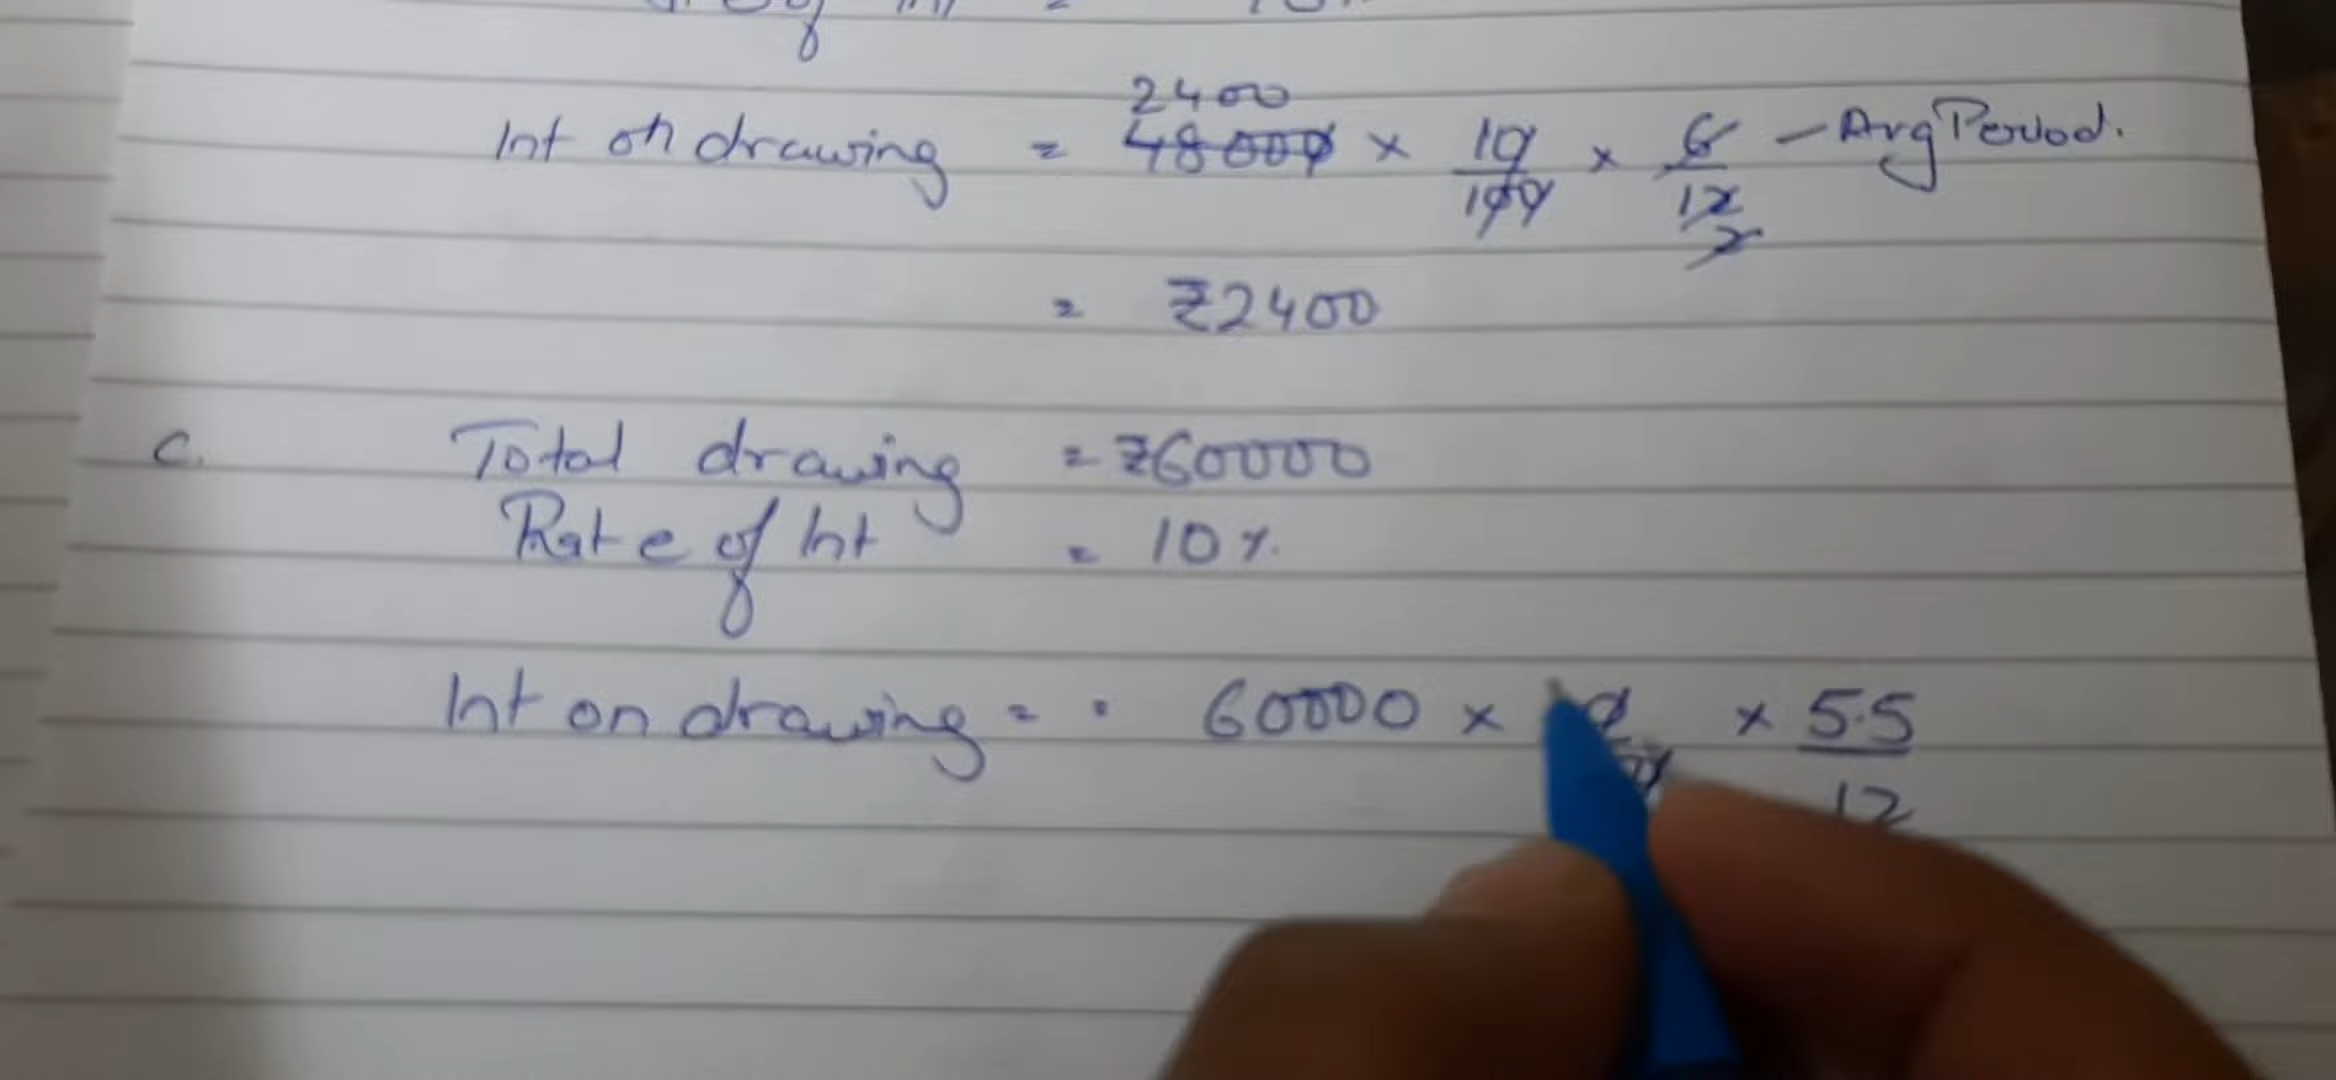 2400
Int on drawing = 48000 × 10/100 × 6/12 – Avg Period.
2
= ₹2400
C. Total drawing = ₹60000
Rate of Int = 10%
Int on drawing = = 60000 × × 5.5/12